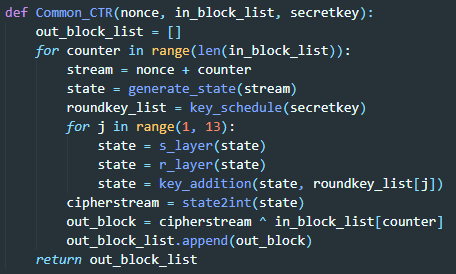 def Common_CTR(nonce, in_block_list, secretkey):
    out_block_list = []
    for counter in range(len(in_block_list)):
        stream = nonce + counter
        state = generate_state(stream)
        roundkey_list = key_schedule(secretkey)
        for j in range(1, 13):
            state = s_layer(state)
            state = r_layer(state)
            state = key_addition(state, roundkey_list[j])
        cipherstream = state2int(state)
        out_block = cipherstream ^ in_block_list[counter]
        out_block_list.append(out_block)
    return out_block_list